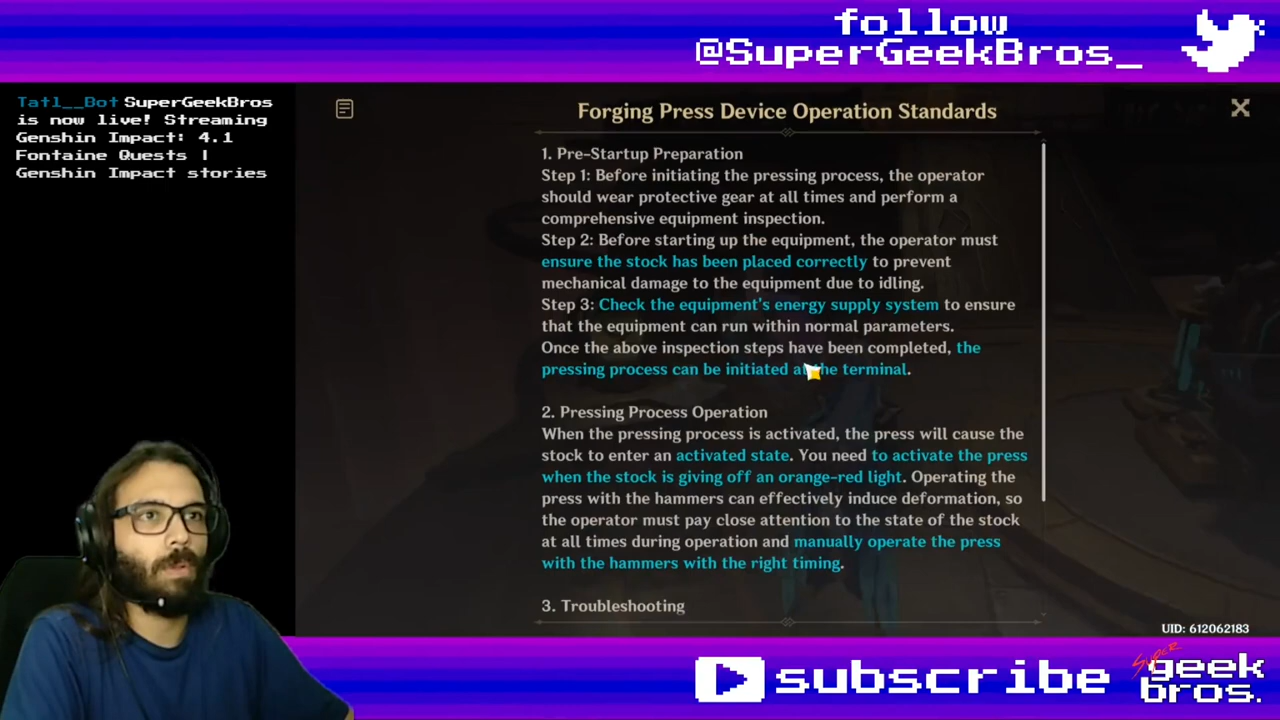 follow
@SuperGeekBros_
Tatl__Bot SuperGeekBros
is now live! Streaming
Genshin Impact: 4.1
Fontaine Quests |
Genshin Impact stories
Forging Press Device Operation Standards
1. Pre-Startup Preparation
Step 1: Before initiating the pressing process, the operator
should wear protective gear at all times and perform a
comprehensive equipment inspection.
Step 2: Before starting up the equipment, the operator must
ensure the stock has been placed correctly to prevent
mechanical damage to the equipment due to idling.
Step 3: Check the equipment's energy supply system to ensure
that the equipment can run within normal parameters.
Once the above inspection steps have been completed, the
pressing process can be initiated at the terminal.
2. Pressing Process Operation
When the pressing process is activated, the press will cause the
stock to enter an activated state. You need to activate the press
when the stock is giving off an orange-red light. Operating the
press with the hammers can effectively induce deformation, so
the operator must pay close attention to the state of the stock
at all times during operation and manually operate the press
with the hammers with the right timing.
3. Troubleshooting
UID: 612062183
subscribe
super
geek
bros.